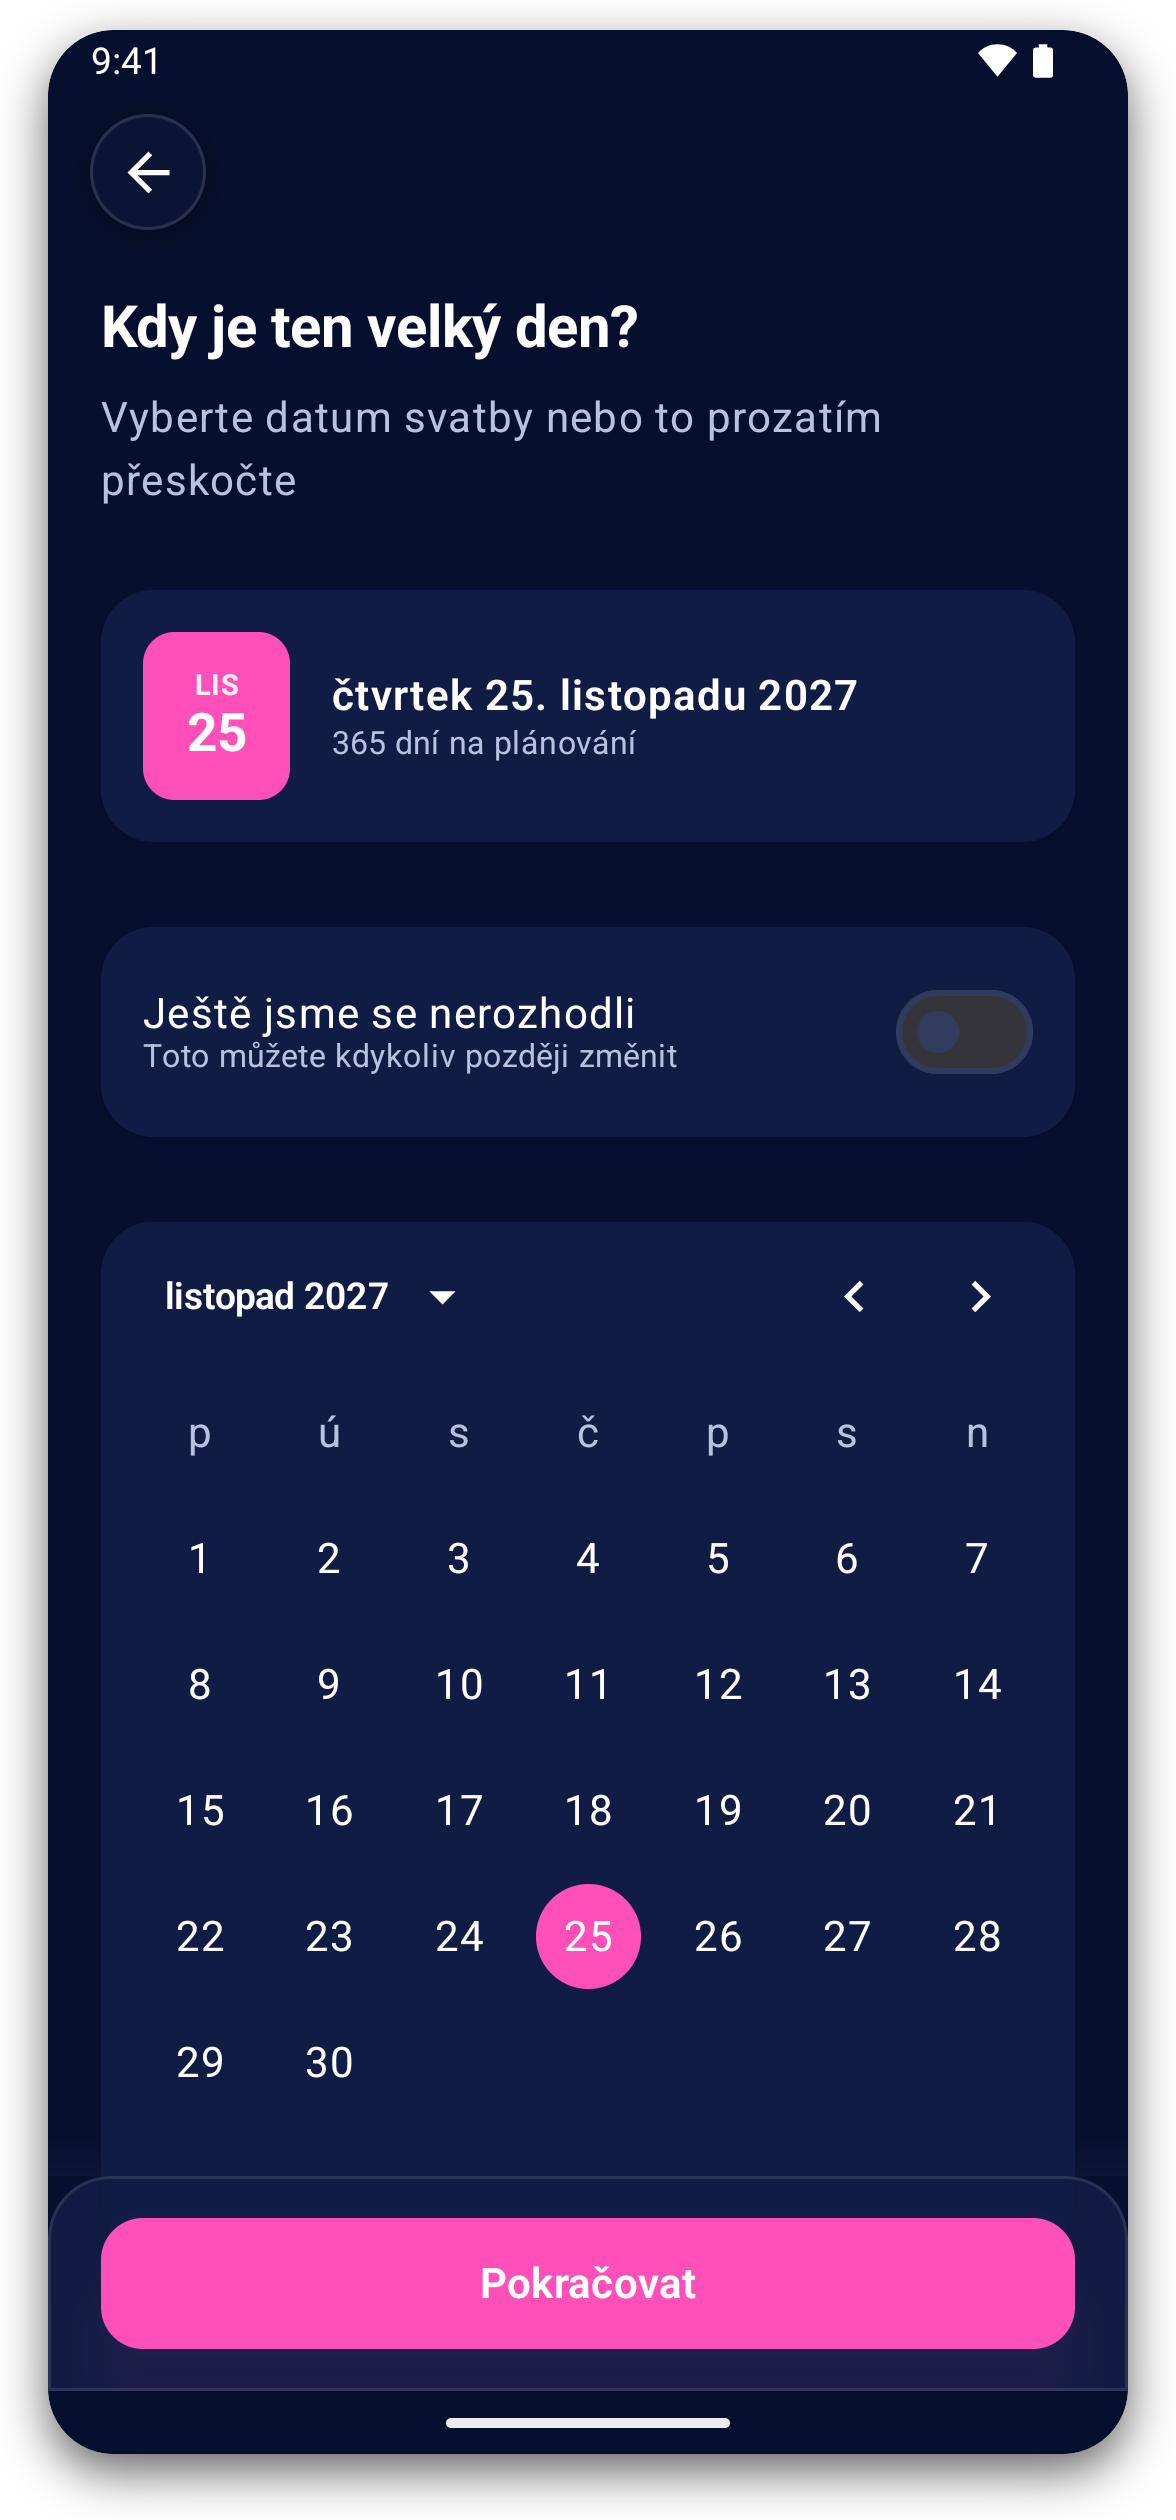 9:41
Kdy je ten velký den?
Vyberte datum svatby nebo to prozatím
přeskočte
LIS
25
čtvrtek 25. listopadu 2027
365 dní na plánování
Ještě jsme se nerozhodli
Toto můžete kdykoliv později změnit
listopad 2027
p ú s č p s n
1 2 3 4 5 6 7
8 9 10 11 12 13 14
15 16 17 18 19 20 21
22 23 24 25 26 27 28
29 30
Pokračovat